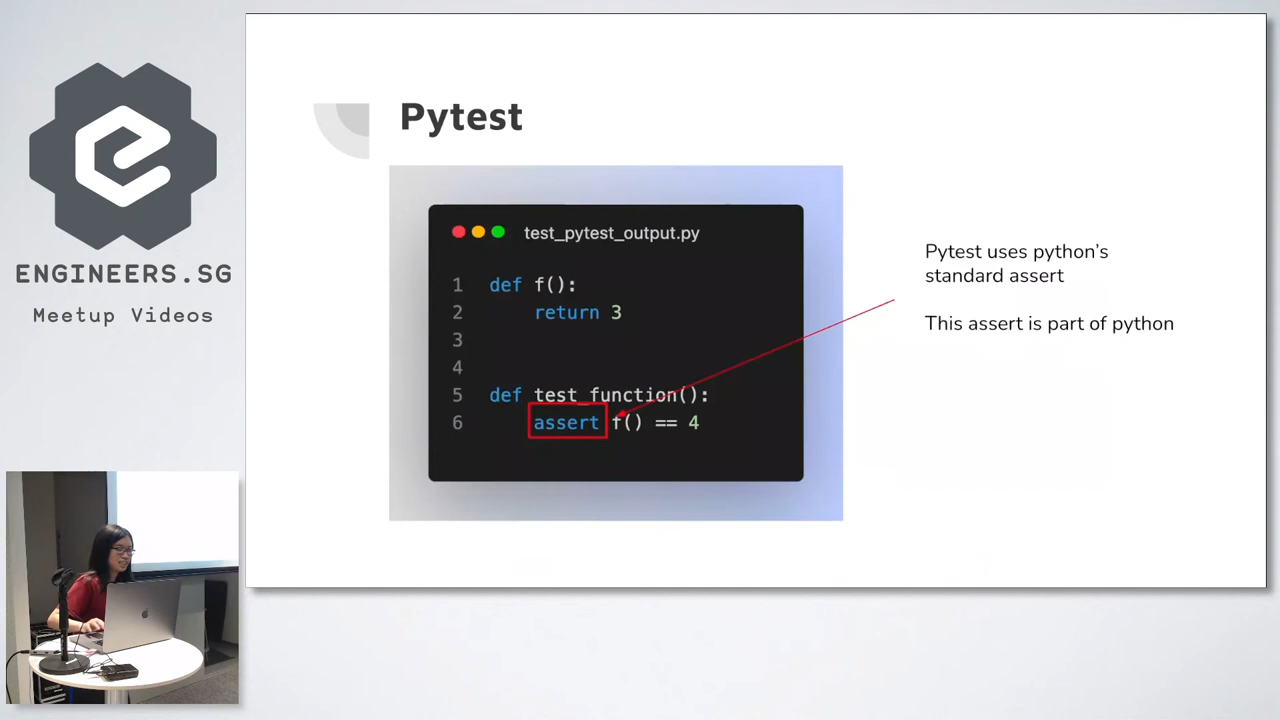 ENGINEERS.SG
Meetup Videos
Pytest
test_pytest_output.py
1 def f():
2     return 3
3
4
5 def test_function():
6     assert f() == 4
Pytest uses python’s
standard assert
This assert is part of python